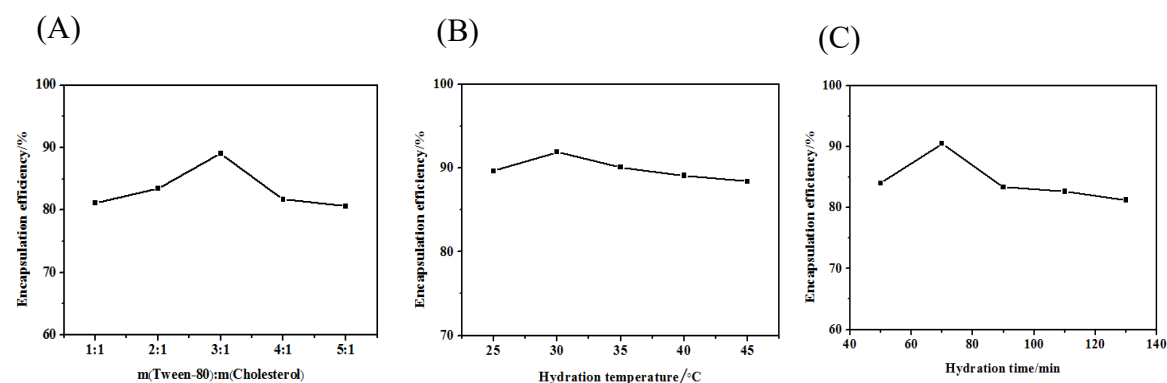 (A)
(B)
(C)
100
90
80
70
60
Encapsulation efficiency/%
1:1 2:1 3:1 4:1 5:1
m(Tween-80):m(Cholesterol)
100
90
80
70
Encapsulation efficiency/%
25 30 35 40 45
Hydration temperature/°C
100
90
80
70
60
Encapsulation efficiency/%
40 60 80 100 120 140
Hydration time/min